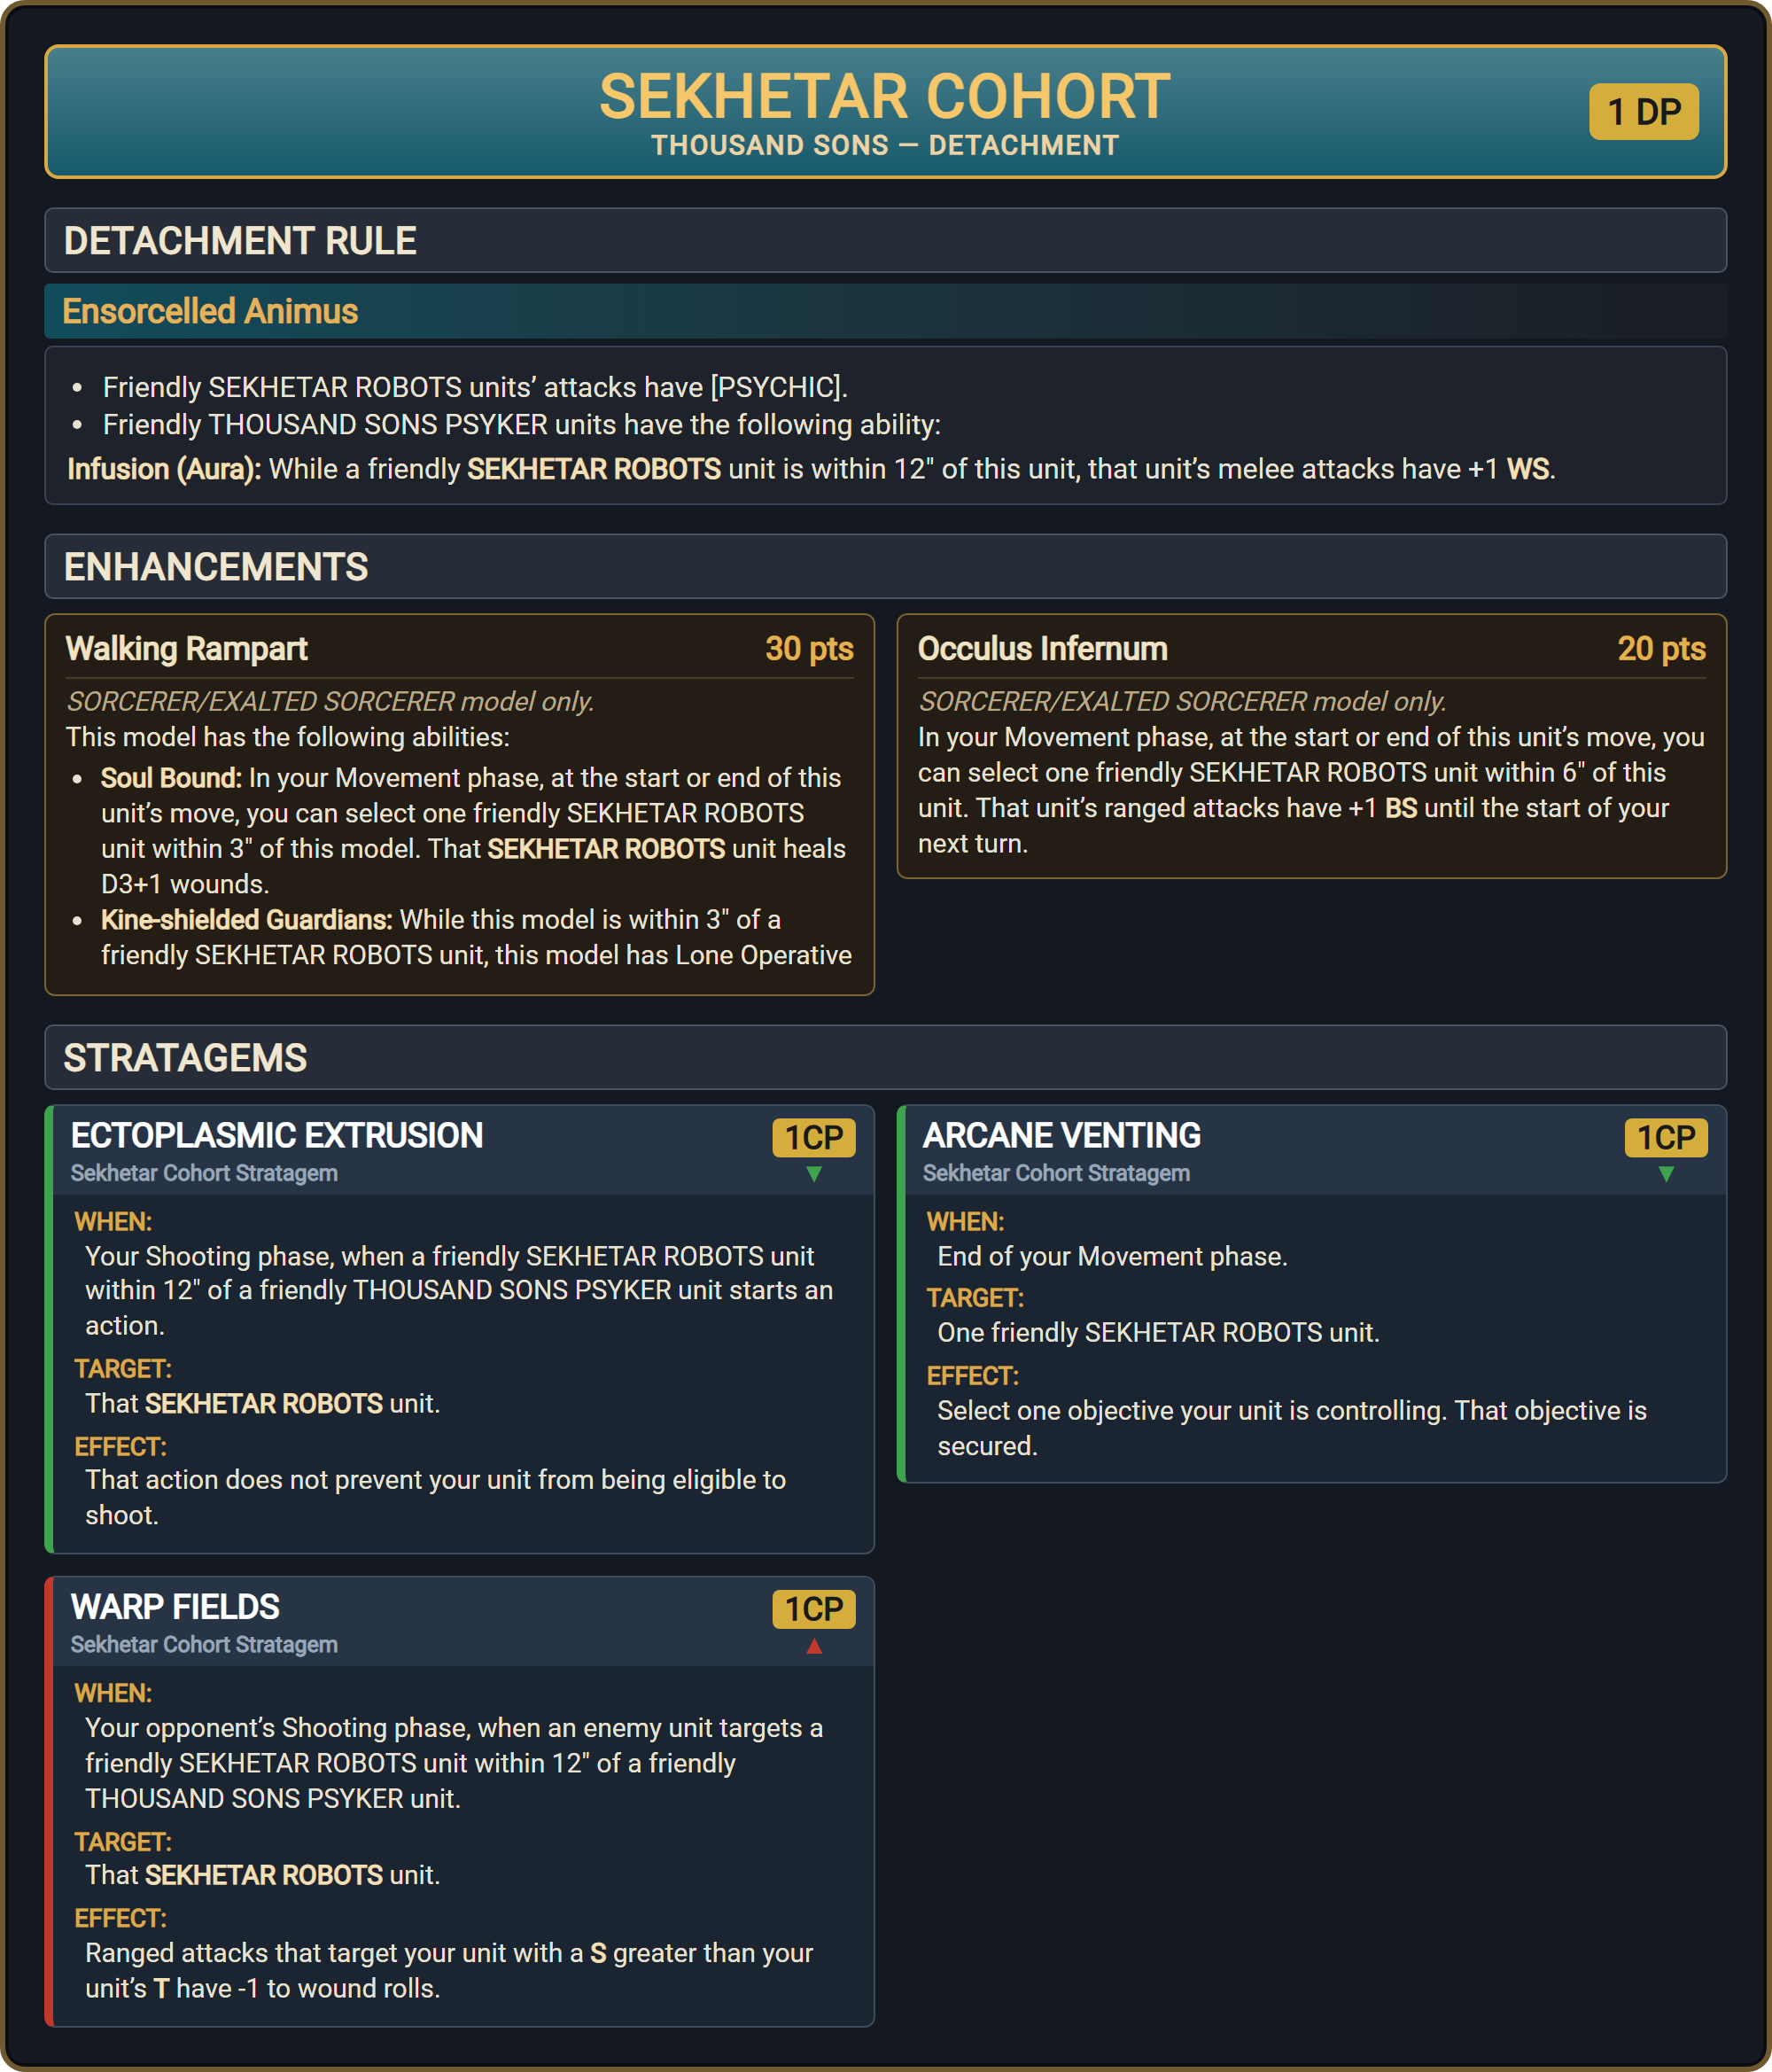 SEKHETAR COHORT
THOUSAND SONS — DETACHMENT
1 DP
DETACHMENT RULE
Ensorcelled Animus
• Friendly SEKHETAR ROBOTS units’ attacks have [PSYCHIC].
• Friendly THOUSAND SONS PSYKER units have the following ability:
Infusion (Aura): While a friendly SEKHETAR ROBOTS unit is within 12" of this unit, that unit’s melee attacks have +1 WS.
ENHANCEMENTS
Walking Rampart 30 pts
SORCERER/EXALTED SORCERER model only.
This model has the following abilities:
• Soul Bound: In your Movement phase, at the start or end of this
unit’s move, you can select one friendly SEKHETAR ROBOTS
unit within 3" of this model. That SEKHETAR ROBOTS unit heals
D3+1 wounds.
• Kine-shielded Guardians: While this model is within 3" of a
friendly SEKHETAR ROBOTS unit, this model has Lone Operative
Occulus Infernum 20 pts
SORCERER/EXALTED SORCERER model only.
In your Movement phase, at the start or end of this unit’s move, you
can select one friendly SEKHETAR ROBOTS unit within 6" of this
unit. That unit’s ranged attacks have +1 BS until the start of your
next turn.
STRATAGEMS
ECTOPLASMIC EXTRUSION 1CP
Sekhetar Cohort Stratagem ▼
WHEN:
Your Shooting phase, when a friendly SEKHETAR ROBOTS unit
within 12" of a friendly THOUSAND SONS PSYKER unit starts an
action.
TARGET:
That SEKHETAR ROBOTS unit.
EFFECT:
That action does not prevent your unit from being eligible to
shoot.
ARCANE VENTING 1CP
Sekhetar Cohort Stratagem ▼
WHEN:
End of your Movement phase.
TARGET:
One friendly SEKHETAR ROBOTS unit.
EFFECT:
Select one objective your unit is controlling. That objective is
secured.
WARP FIELDS 1CP
Sekhetar Cohort Stratagem ▲
WHEN:
Your opponent’s Shooting phase, when an enemy unit targets a
friendly SEKHETAR ROBOTS unit within 12" of a friendly
THOUSAND SONS PSYKER unit.
TARGET:
That SEKHETAR ROBOTS unit.
EFFECT:
Ranged attacks that target your unit with a S greater than your
unit’s T have -1 to wound rolls.